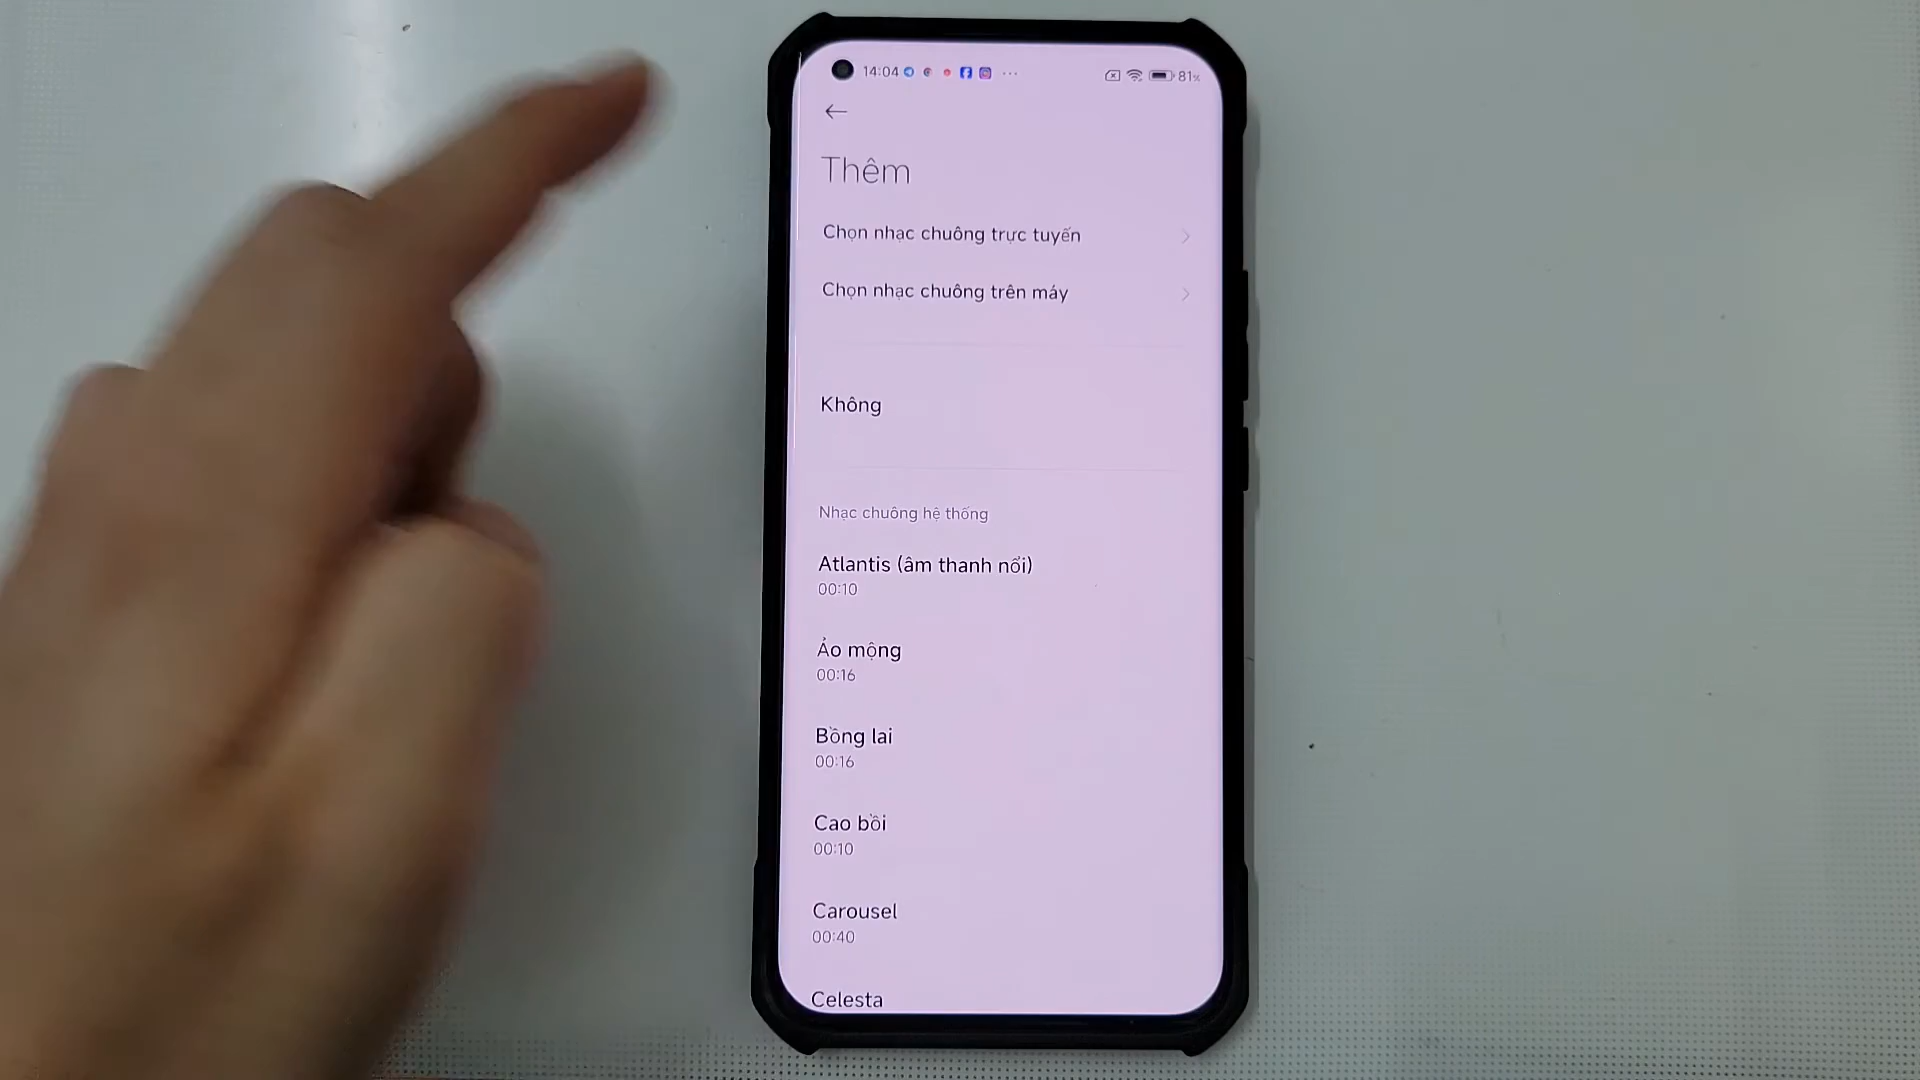 14:04 ... 81%
Thêm
Chọn nhạc chuông trực tuyến
Chọn nhạc chuông trên máy
Không
Nhạc chuông hệ thống
Atlantis (âm thanh nổi)
00:10
Ảo mộng
00:16
Bồng lai
00:16
Cao bồi
00:10
Carousel
00:40
Celesta